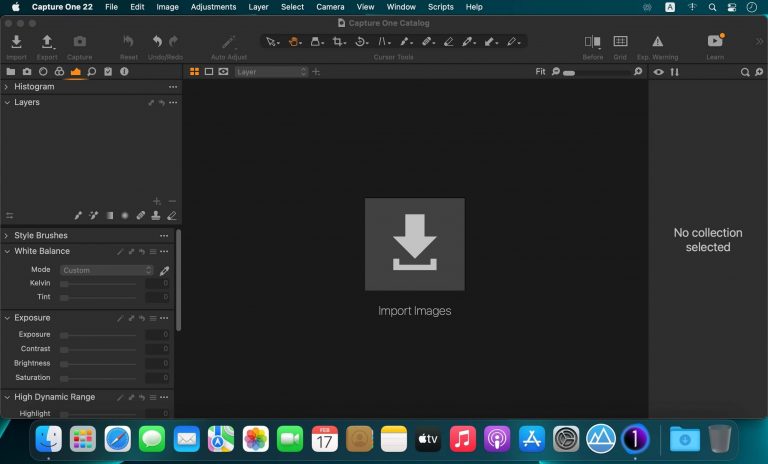 Capture One 22 File Edit Image Adjustments Layer Select Camera View Window Scripts Help
A
Capture One Catalog
Import Export Capture Reset Undo/Redo Auto Adjust Cursor Tools Before Grid Exp. Warning Learn
Layer Fit
Histogram
Layers
Style Brushes
White Balance
Mode Custom
Kelvin 0
Tint 0
Exposure
Exposure 0
Contrast 0
Brightness 0
Saturation 0
High Dynamic Range
Highlight 0
Import Images
No collection
selected
FEB
17
tv
1